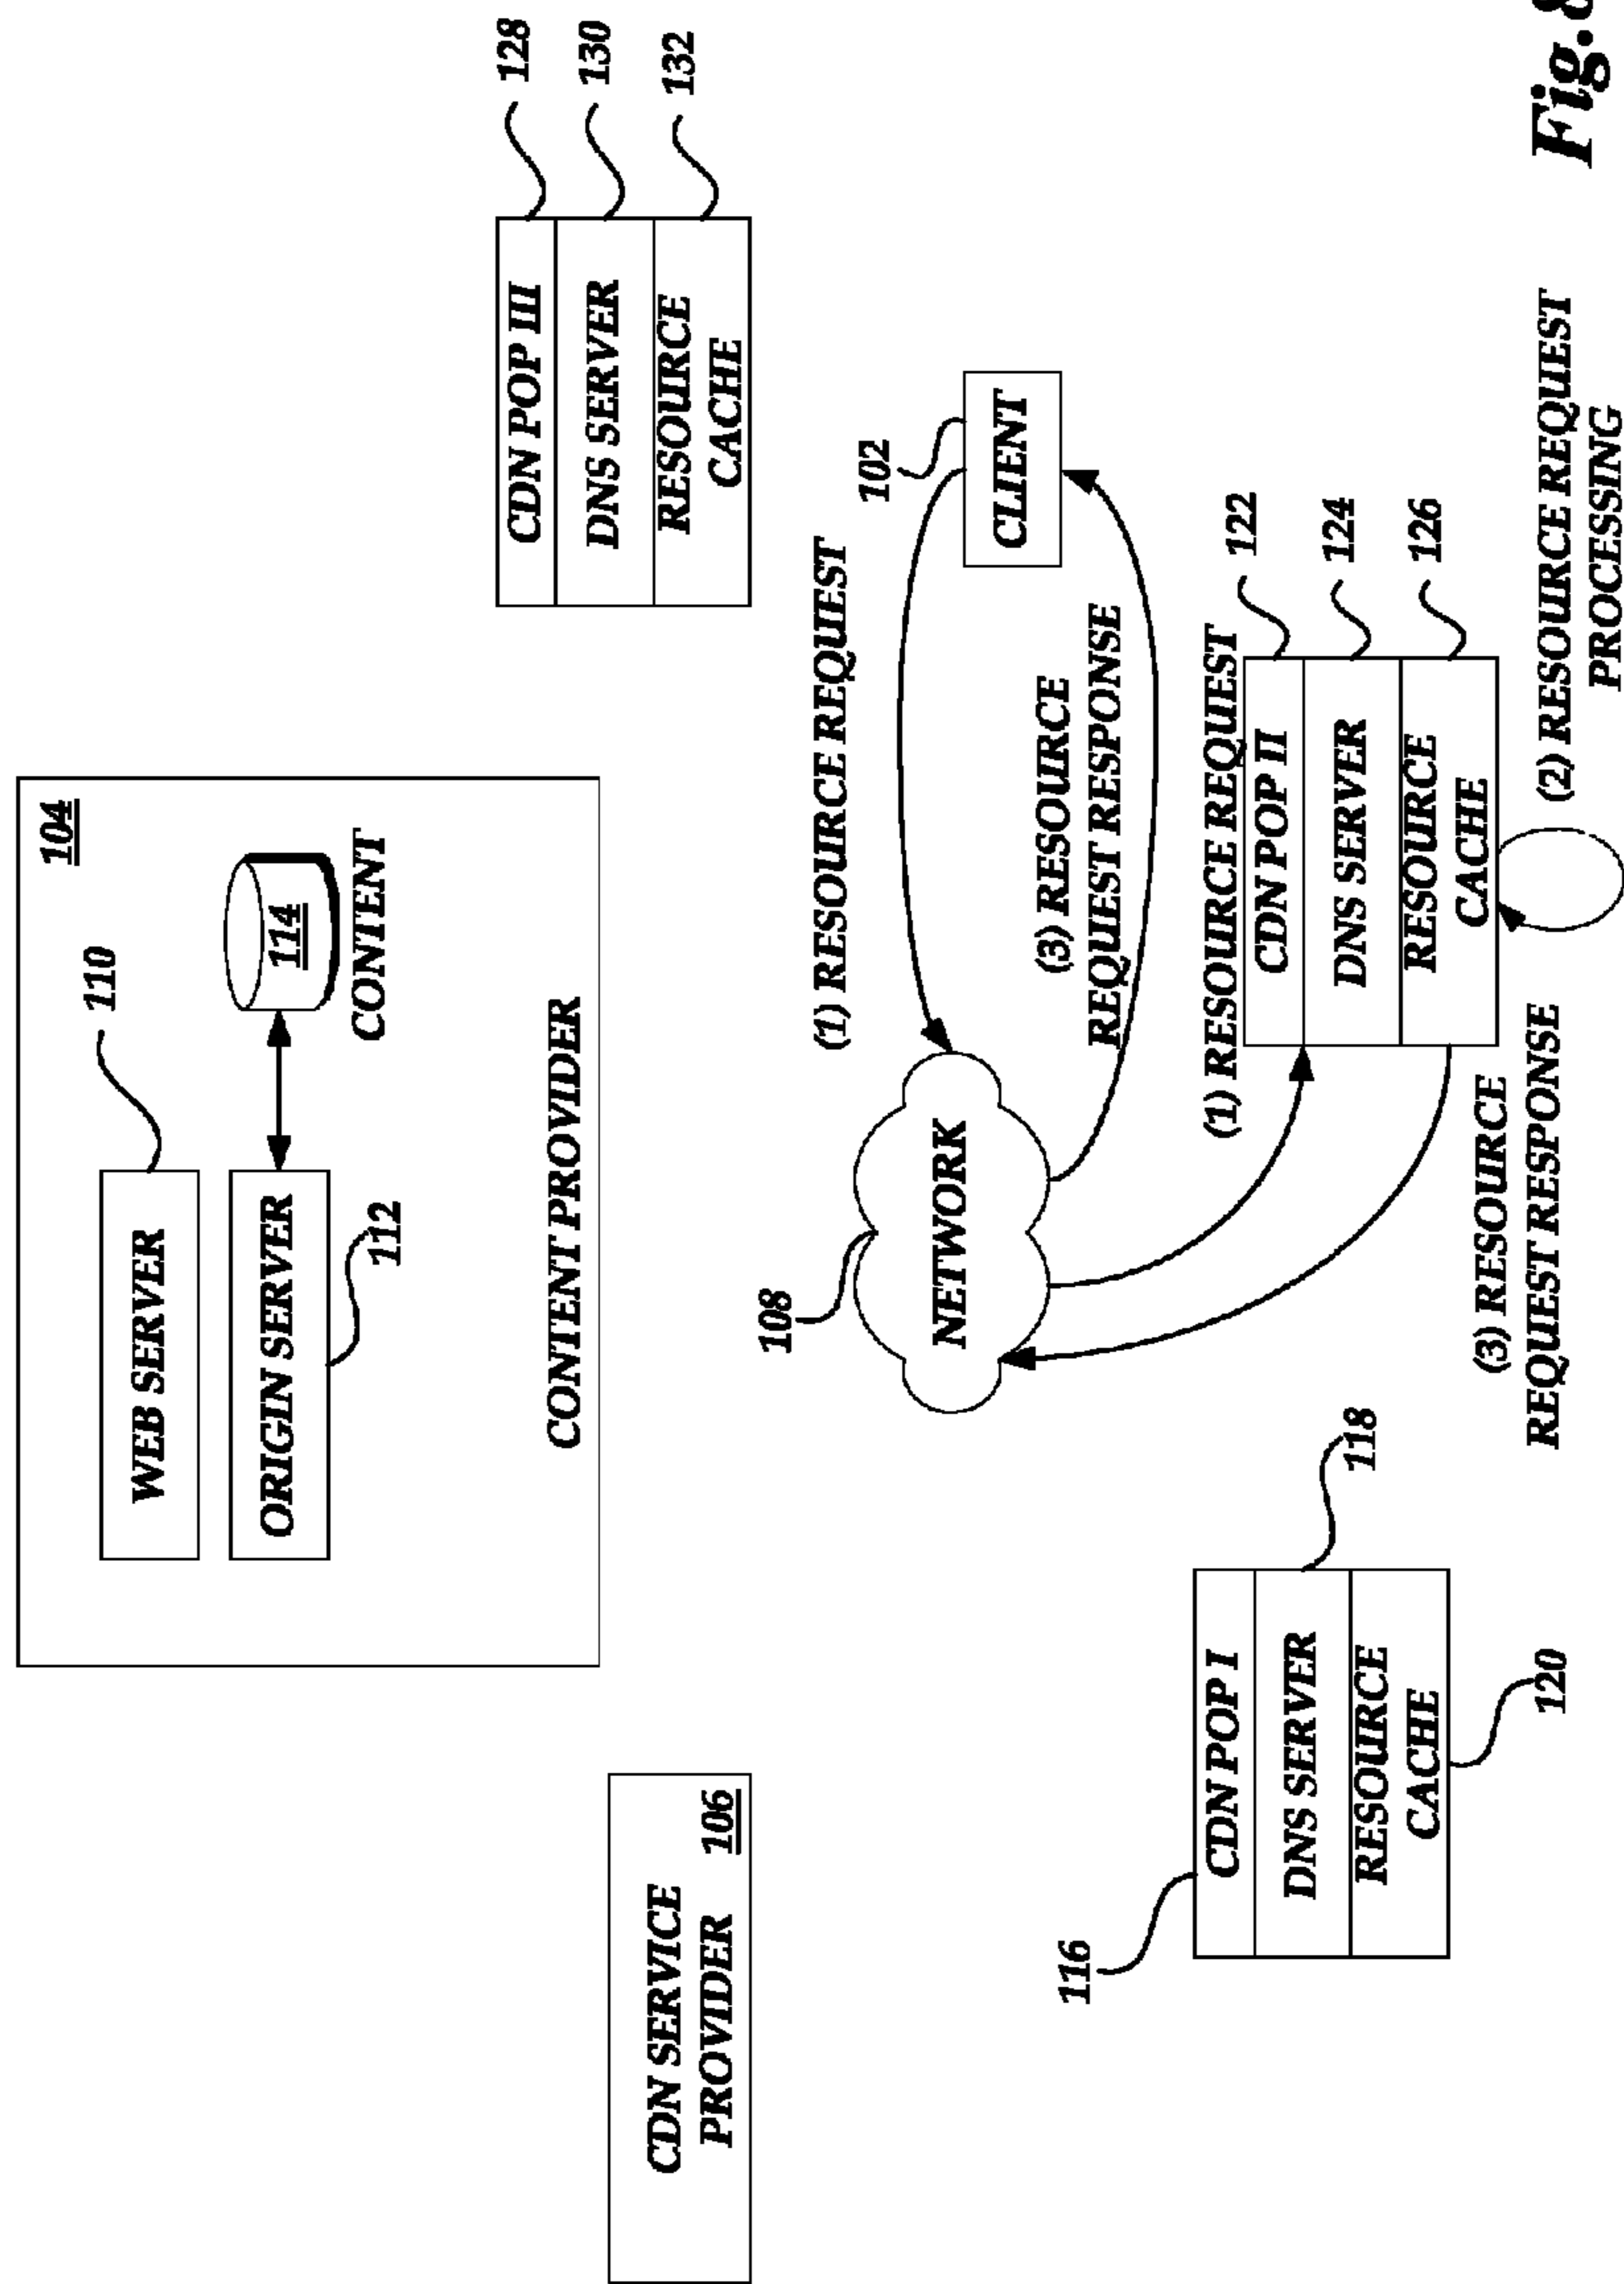 104
110
WEB SERVER
ORIGIN SERVER
112
114
CONTENT
CONTENT PROVIDER
CDN SERVICE
PROVIDER
106
CDN POP III
DNS SERVER
RESOURCE
CACHE
128
130
132
108
NETWORK
(1) RESOURCE REQUEST
102
CLIENT
(3) RESOURCE
REQUEST RESPONSE
116
CDN POP I
DNS SERVER
RESOURCE
CACHE
118
120
(1) RESOURCE REQUEST
CDN POP II
DNS SERVER
RESOURCE
CACHE
122
124
126
(3) RESOURCE
REQUEST RESPONSE
(2) RESOURCE REQUEST
PROCESSING
Fig.8